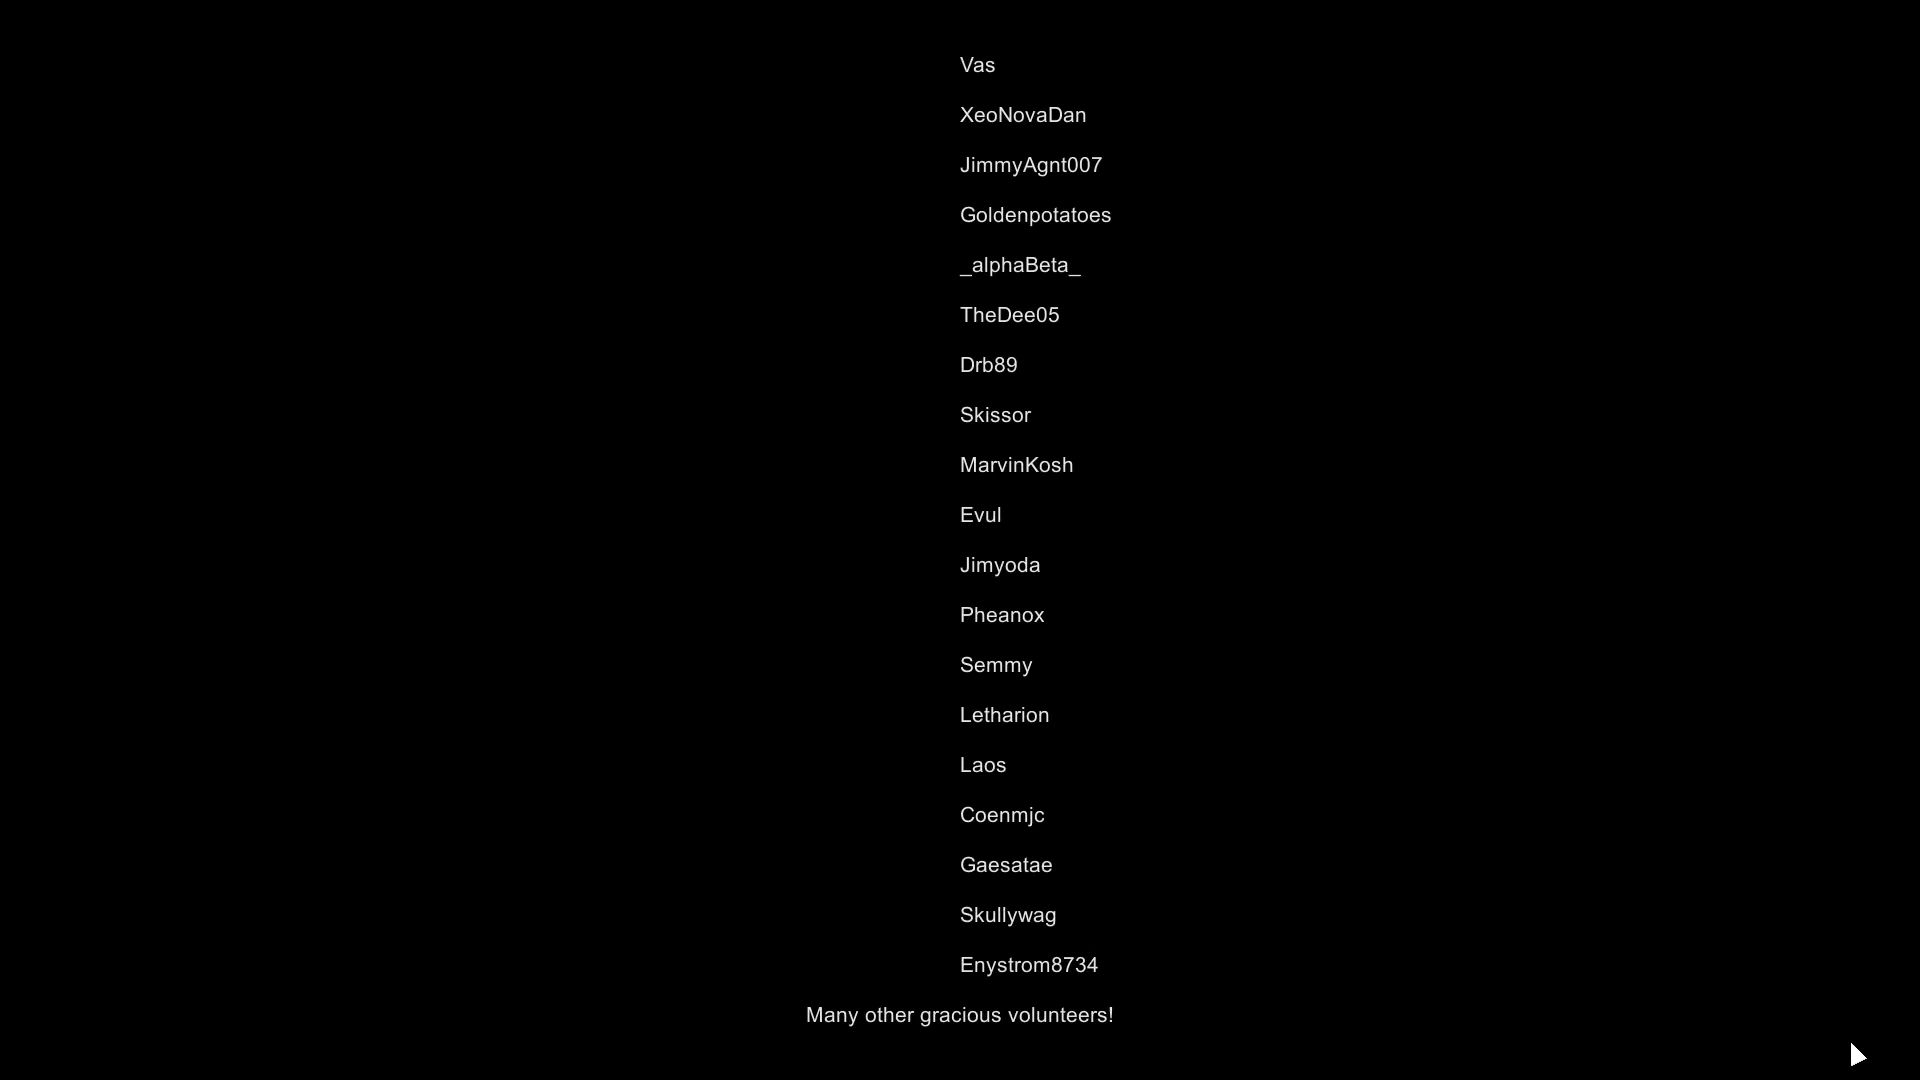 Vas
XeoNovaDan
JimmyAgnt007
Goldenpotatoes
_alphaBeta_
TheDee05
Drb89
Skissor
MarvinKosh
Evul
Jimyoda
Pheanox
Semmy
Letharion
Laos
Coenmjc
Gaesatae
Skullywag
Enystrom8734
Many other gracious volunteers!